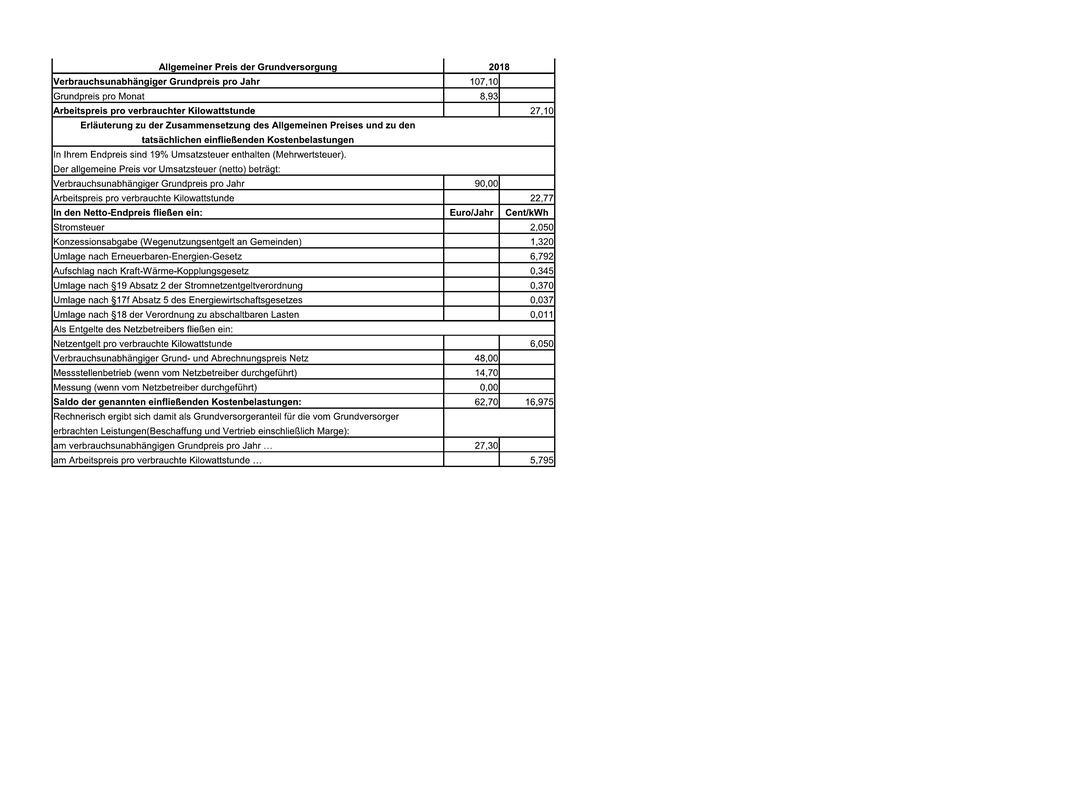 Allgemeiner Preis der Grundversorgung 2018
Verbrauchsunabhängiger Grundpreis pro Jahr 107,10
Grundpreis pro Monat 8,93
Arbeitspreis pro verbrauchter Kilowattstunde 27,10
Erläuterung zu der Zusammensetzung des Allgemeinen Preises und zu den
tatsächlichen einfließenden Kostenbelastungen
In Ihrem Endpreis sind 19% Umsatzsteuer enthalten (Mehrwertsteuer).
Der allgemeine Preis vor Umsatzsteuer (netto) beträgt:
Verbrauchsunabhängiger Grundpreis pro Jahr 90,00
Arbeitspreis pro verbrauchte Kilowattstunde 22,77
In den Netto-Endpreis fließen ein: Euro/Jahr Cent/kWh
Stromsteuer 2,050
Konzessionsabgabe (Wegenutzungsentgelt an Gemeinden) 1,320
Umlage nach Erneuerbaren-Energien-Gesetz 6,792
Aufschlag nach Kraft-Wärme-Kopplungsgesetz 0,345
Umlage nach §19 Absatz 2 der Stromnetzentgeltverordnung 0,370
Umlage nach §17f Absatz 5 des Energiewirtschaftsgesetzes 0,037
Umlage nach §18 der Verordnung zu abschaltbaren Lasten 0,011
Als Entgelte des Netzbetreibers fließen ein:
Netzentgelt pro verbrauchte Kilowattstunde 6,050
Verbrauchsunabhängiger Grund- und Abrechnungspreis Netz 48,00
Messstellenbetrieb (wenn vom Netzbetreiber durchgeführt) 14,70
Messung (wenn vom Netzbetreiber durchgeführt) 0,00
Saldo der genannten einfließenden Kostenbelastungen: 62,70 16,975
Rechnerisch ergibt sich damit als Grundversorgeranteil für die vom Grundversorger
erbrachten Leistungen(Beschaffung und Vertrieb einschließlich Marge):
am verbrauchsunabhängigen Grundpreis pro Jahr … 27,30
am Arbeitspreis pro verbrauchte Kilowattstunde … 5,795